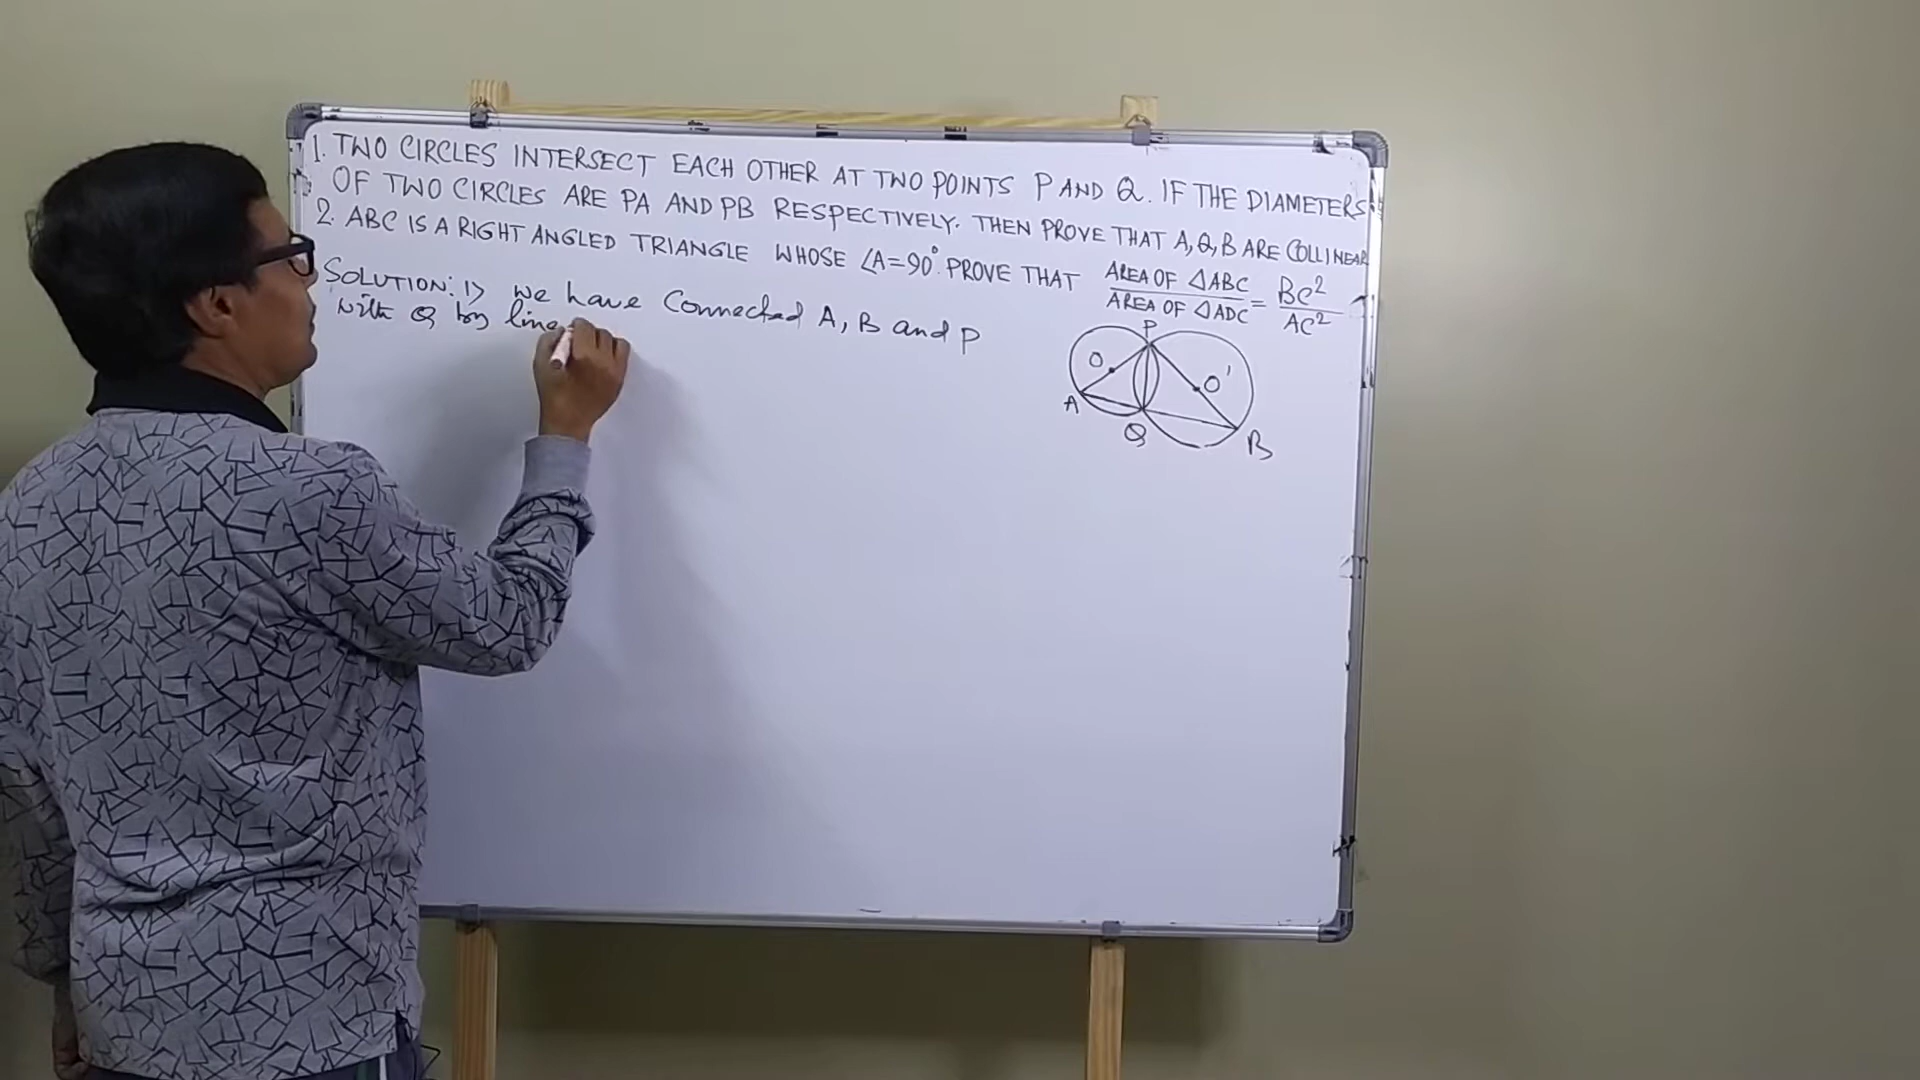 1. TWO CIRCLES INTERSECT EACH OTHER AT TWO POINTS P AND Q. IF THE DIAMETERS
OF TWO CIRCLES ARE PA AND PB RESPECTIVELY. THEN PROVE THAT A, Q, B ARE COLLINEAR
2. ABC IS A RIGHT ANGLED TRIANGLE WHOSE ∠A=90°. PROVE THAT AREA OF △ABC / AREA OF △ADC = BC² / AC²
SOLUTION: 1> We have Connected A, B and P
with Q by line
P
O
O'
A
Q
B